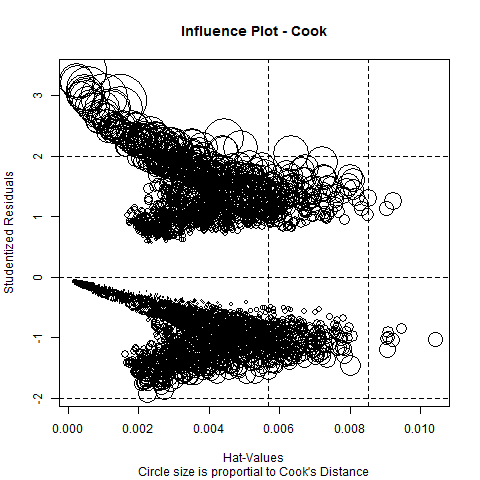 Influence Plot - Cook
3
2
1
0
-1
-2
Studentized Residuals
0.000 0.002 0.004 0.006 0.008 0.010
Hat-Values
Circle size is proportial to Cook's Distance